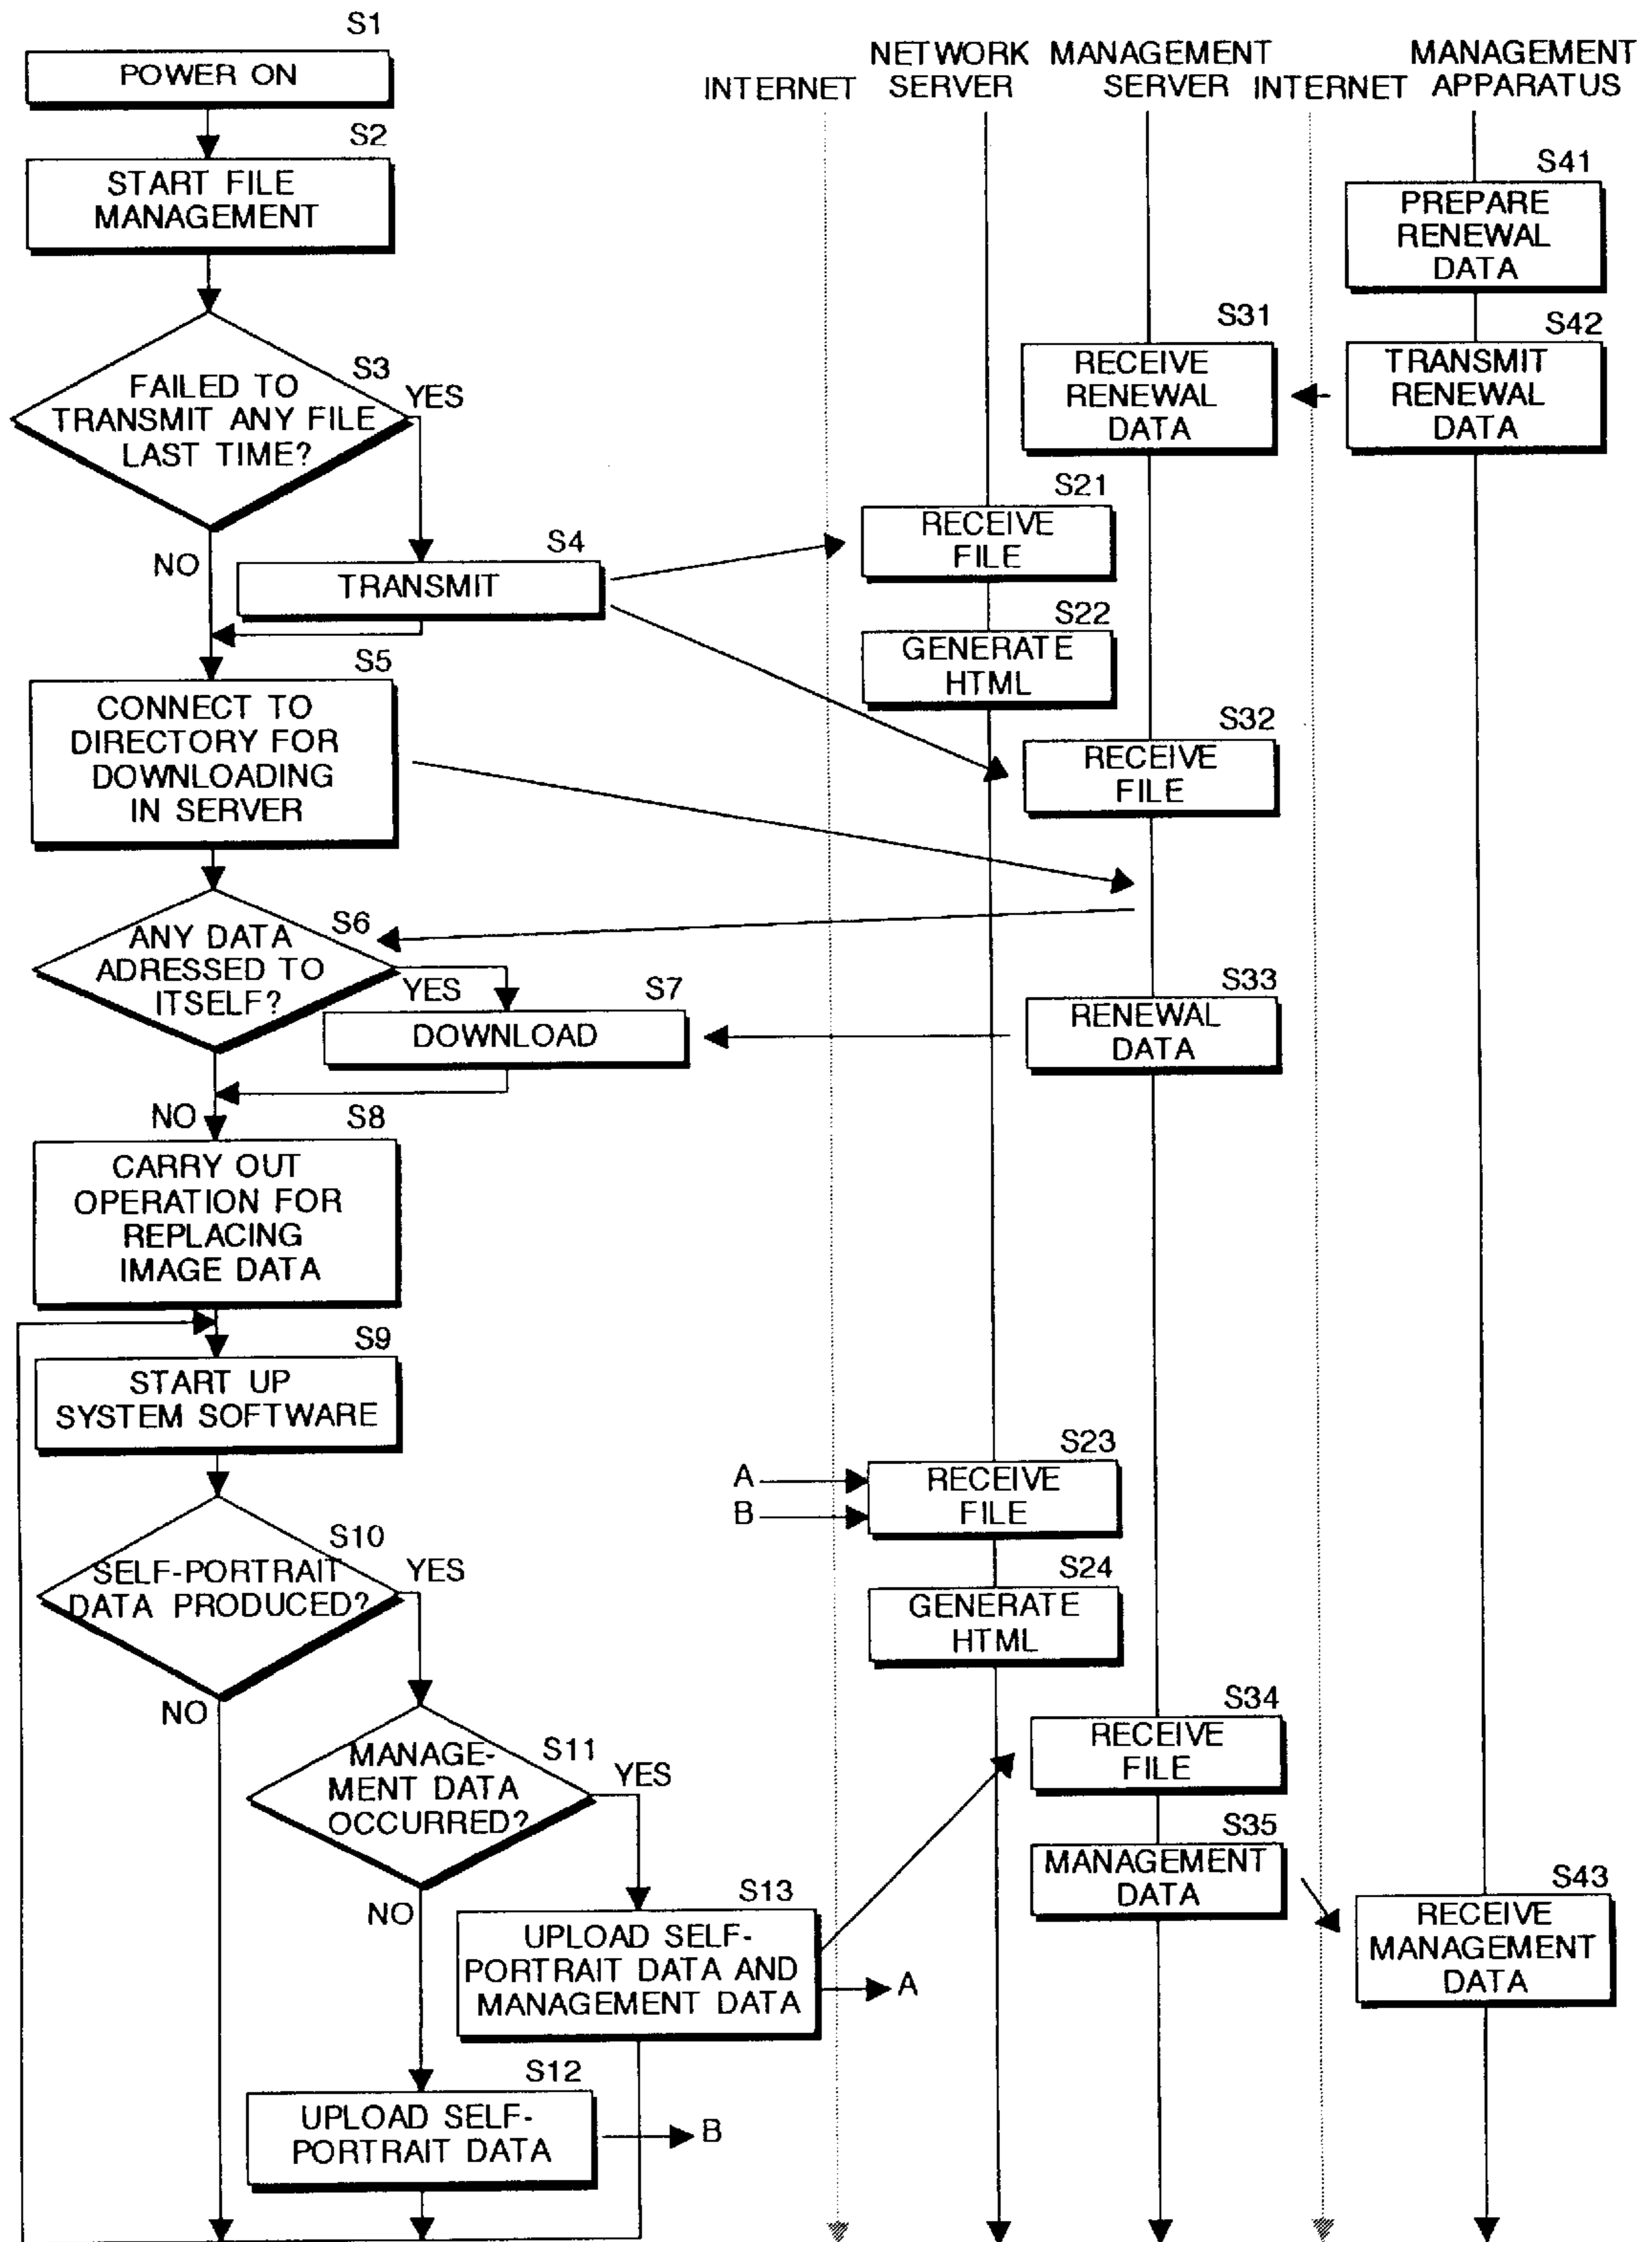 S1
POWER ON
S2
START FILE
MANAGEMENT
S3
FAILED TO
TRANSMIT ANY FILE
LAST TIME?
YES
NO
S4
TRANSMIT
S5
CONNECT TO
DIRECTORY FOR
DOWNLOADING
IN SERVER
S6
ANY DATA
ADRESSED TO
ITSELF?
YES
S7
DOWNLOAD
NO
S8
CARRY OUT
OPERATION FOR
REPLACING
IMAGE DATA
S9
START UP
SYSTEM SOFTWARE
S10
SELF-PORTRAIT
DATA PRODUCED?
YES
NO
S11
MANAGE-
MENT DATA
OCCURRED?
YES
NO
S13
UPLOAD SELF-
PORTRAIT DATA AND
MANAGEMENT DATA
A
S12
UPLOAD SELF-
PORTRAIT DATA
B
INTERNET
NETWORK
SERVER
S21
RECEIVE
FILE
S22
GENERATE
HTML
A
B
S23
RECEIVE
FILE
S24
GENERATE
HTML
MANAGEMENT
SERVER
S31
RECEIVE
RENEWAL
DATA
S32
RECEIVE
FILE
S33
RENEWAL
DATA
S34
RECEIVE
FILE
S35
MANAGEMENT
DATA
INTERNET
MANAGEMENT
APPARATUS
S41
PREPARE
RENEWAL
DATA
S42
TRANSMIT
RENEWAL
DATA
S43
RECEIVE
MANAGEMENT
DATA